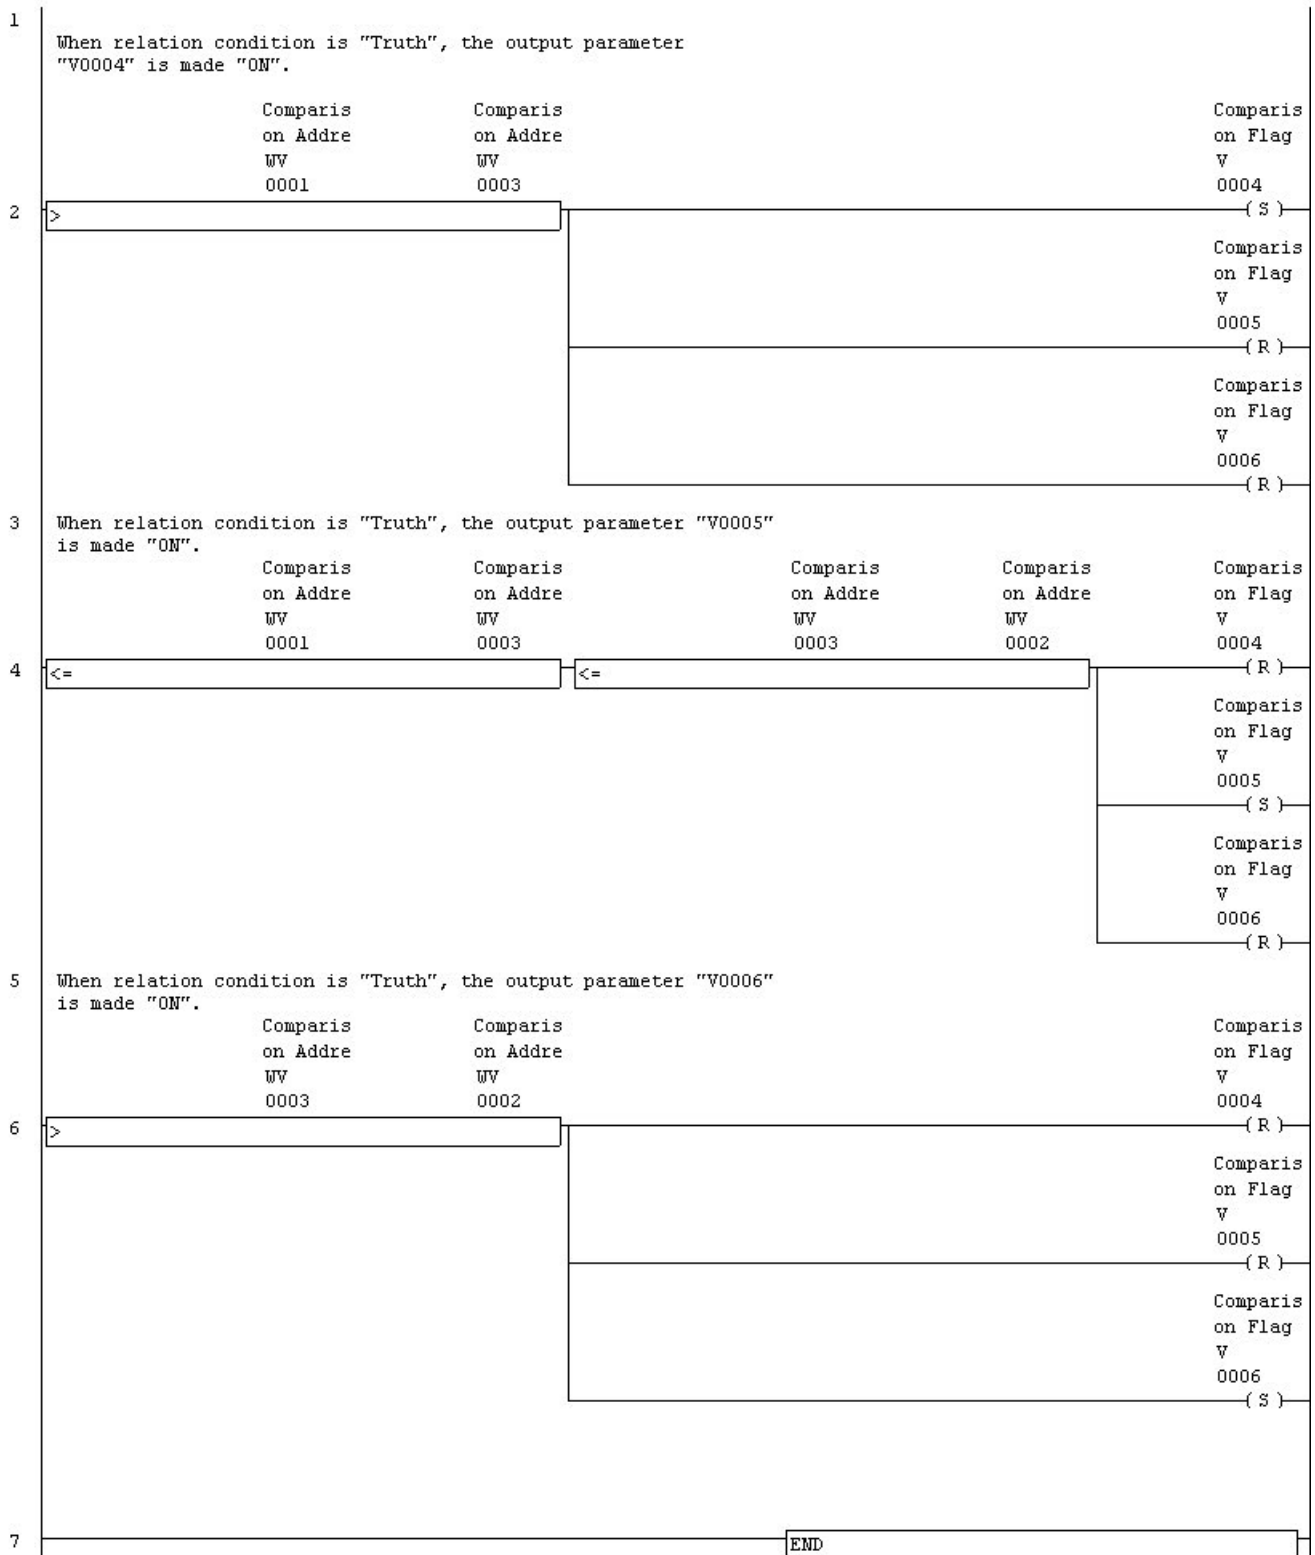 1
When relation condition is "Truth", the output parameter
"V0004" is made "ON".
Comparis Comparis Comparis
on Addre on Addre on Flag
WV WV V
0001 0003 0004
2 > ( S )
Comparis
on Flag
V
0005
( R )
Comparis
on Flag
V
0006
( R )
3 When relation condition is "Truth", the output parameter "V0005"
is made "ON".
Comparis Comparis Comparis Comparis Comparis
on Addre on Addre on Addre on Addre on Flag
WV WV WV WV V
0001 0003 0003 0002 0004
4 <= <= ( R )
Comparis
on Flag
V
0005
( S )
Comparis
on Flag
V
0006
( R )
5 When relation condition is "Truth", the output parameter "V0006"
is made "ON".
Comparis Comparis Comparis
on Addre on Addre on Flag
WV WV V
0003 0002 0004
6 > ( R )
Comparis
on Flag
V
0005
( R )
Comparis
on Flag
V
0006
( S )
7 END